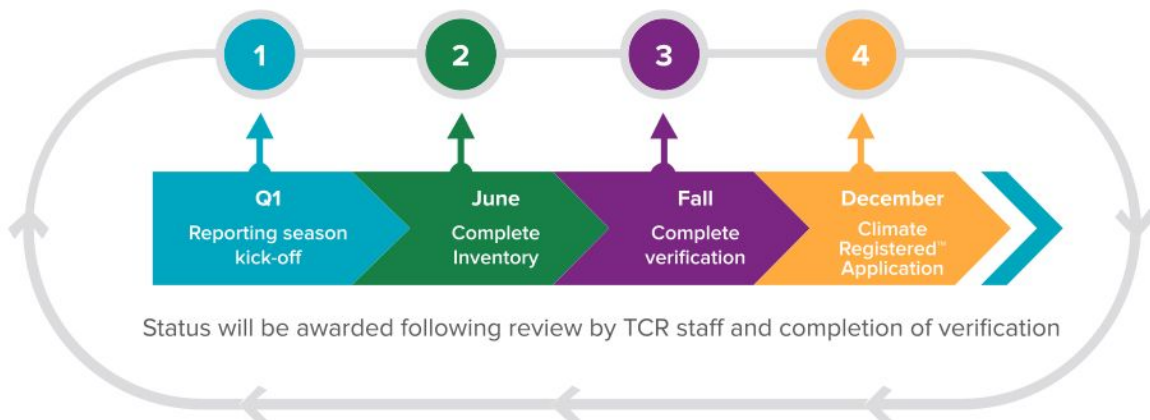 1
2
3
4
Q1
Reporting season
kick-off
June
Complete
Inventory
Fall
Complete
verification
December
Climate
Registered™
Application
Status will be awarded following review by TCR staff and completion of verification